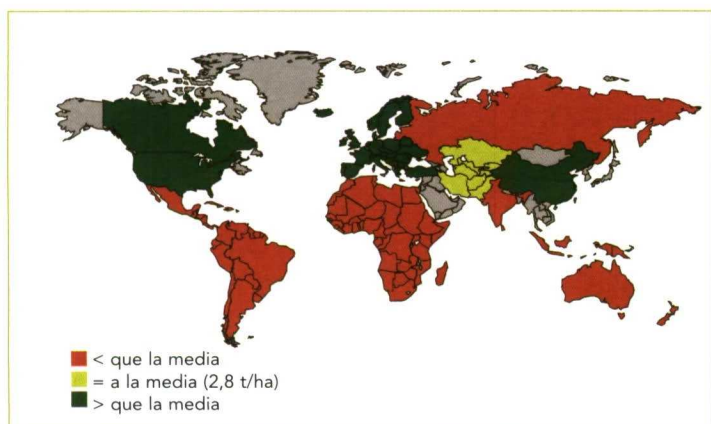 < que la media
= a la media (2,8 t/ha)
> que la media